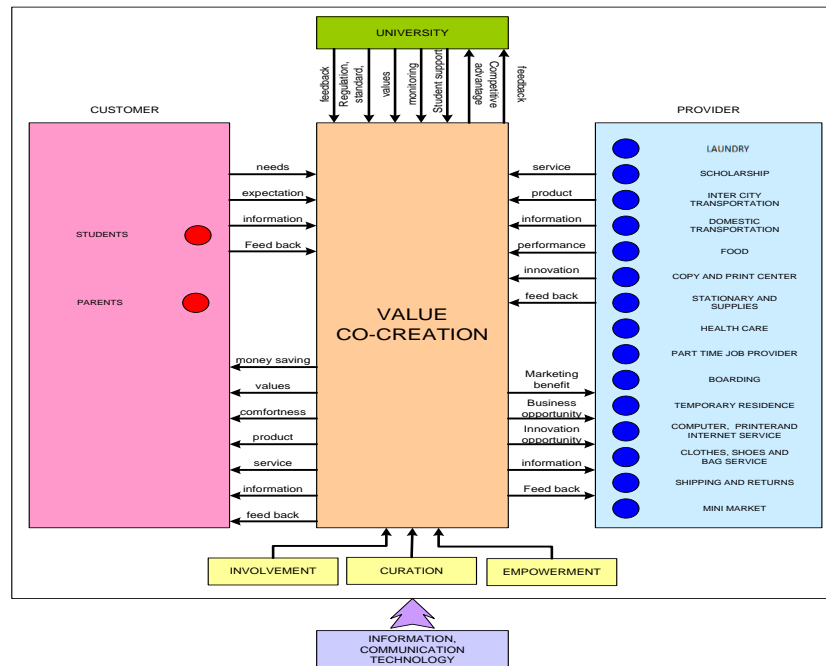 UNIVERSITY
feedback
Regulation,
standard,
values
monitoring
Student support
advantage
Competitive
feedback
CUSTOMER
PROVIDER
needs
expectation
information
Feed back
STUDENTS
PARENTS
money saving
values
comfortness
product
service
information
feed back
VALUE
CO-CREATION
service
product
information
performance
innovation
feed back
Marketing
benefit
Business
opportunity
Innovation
opportunity
information
Feed back
LAUNDRY
SCHOLARSHIP
INTER CITY
TRANSPORTATION
DOMESTIC
TRANSPORTATION
FOOD
COPY AND PRINT CENTER
STATIONARY AND
SUPPLIES
HEALTH CARE
PART TIME JOB PROVIDER
BOARDING
TEMPORARY RESIDENCE
COMPUTER, PRINTERAND
INTERNET SERVICE
CLOTHES, SHOES AND
BAG SERVICE
SHIPPING AND RETURNS
MINI MARKET
INVOLVEMENT
CURATION
EMPOWERMENT
INFORMATION,
COMMUNICATION
TECHNOLOGY